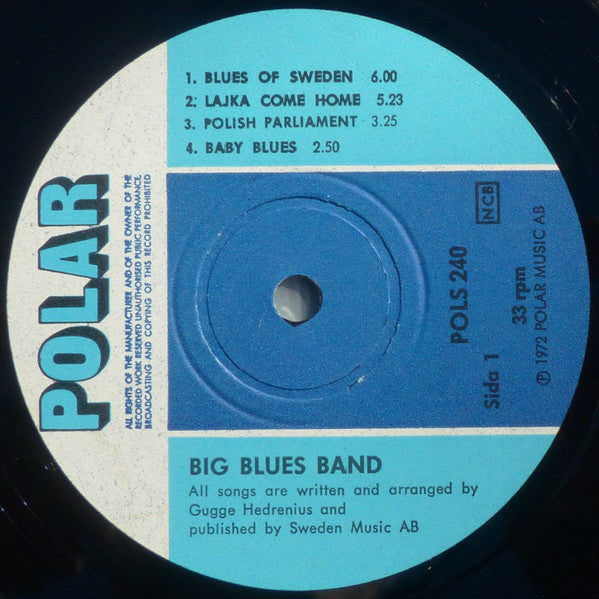 POLAR
ALL RIGHTS OF THE MANUFACTURER AND OF THE OWNER OF THE
RECORDED WORK RESERVED UNAUTHORISED PUBLIC PERFORMANCE,
BROADCASTING AND COPYING OF THIS RECORD PROHIBITED
1. BLUES OF SWEDEN 6.00
2; LAJKA COME HOME 5.23
3. POLISH PARLIAMENT 3.25
4. BABY BLUES 2.50
POLS 240
NCB
Sida 1
33 rpm
℗ 1972 POLAR MUSIC AB
BIG BLUES BAND
All songs are written and arranged by
Gugge Hedrenius and
published by Sweden Music AB